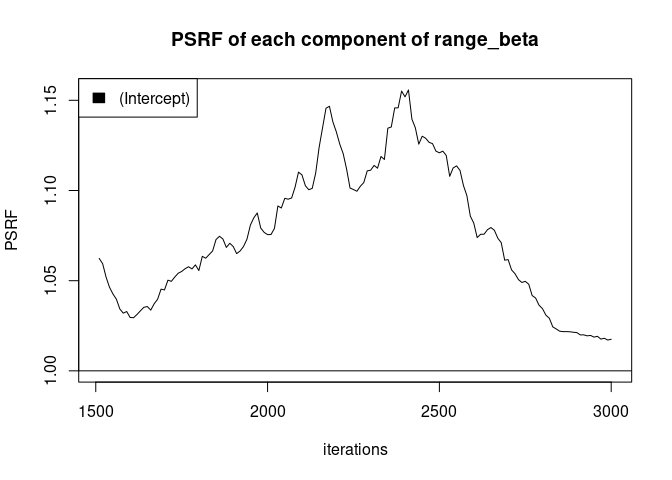 PSRF of each component of range_beta
(Intercept)
PSRF
1.15
1.10
1.05
1.00
1500 2000 2500 3000
iterations